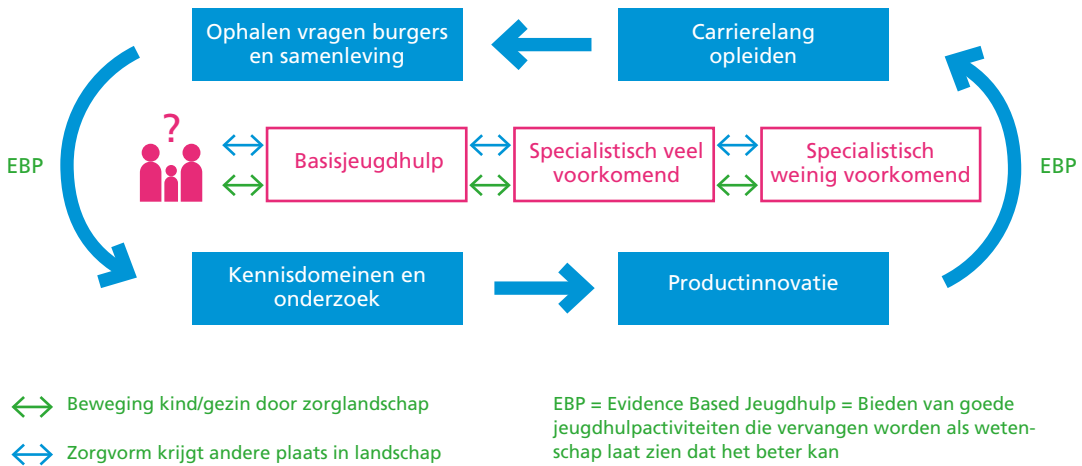 Ophalen vragen burgers
en samenleving
Carrierelang
opleiden
EBP
?
Basisjeugdhulp
Specialistisch veel
voorkomend
Specialistisch
weinig voorkomend
EBP
Kennisdomeinen en
onderzoek
Productinnovatie
Beweging kind/gezin door zorglandschap
Zorgvorm krijgt andere plaats in landschap
EBP = Evidence Based Jeugdhulp = Bieden van goede
jeugdhulpactiviteiten die vervangen worden als weten-
schap laat zien dat het beter kan